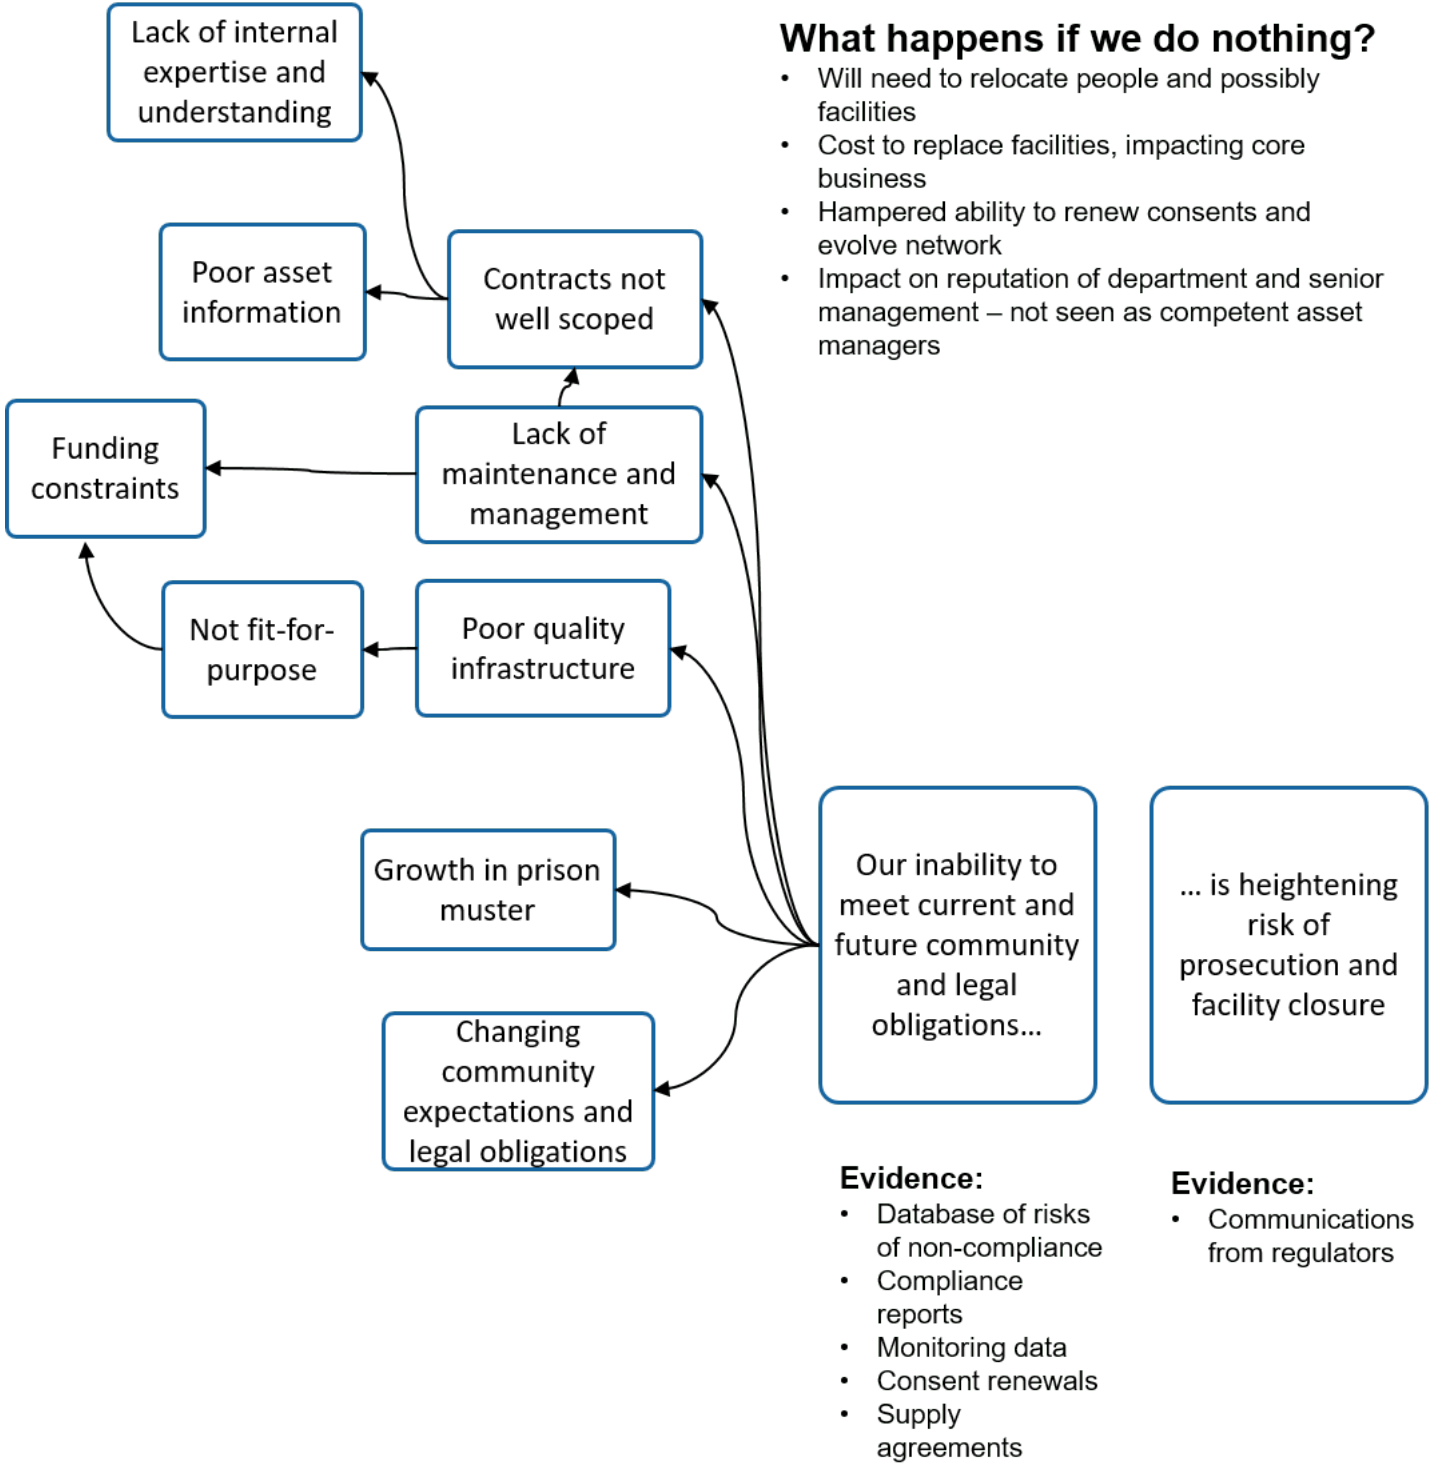 Lack of internal
expertise and
understanding
What happens if we do nothing?
• Will need to relocate people and possibly
facilities
• Cost to replace facilities, impacting core
business
• Hampered ability to renew consents and
evolve network
• Impact on reputation of department and senior
management – not seen as competent asset
managers
Poor asset
information
Contracts not
well scoped
Funding
constraints
Lack of
maintenance and
management
Not fit-for-
purpose
Poor quality
infrastructure
Growth in prison
muster
Changing
community
expectations and
legal obligations
Our inability to
meet current and
future community
and legal
obligations...
... is heightening
risk of
prosecution and
facility closure
Evidence:
• Database of risks
of non-compliance
• Compliance
reports
• Monitoring data
• Consent renewals
• Supply
agreements
Evidence:
• Communications
from regulators